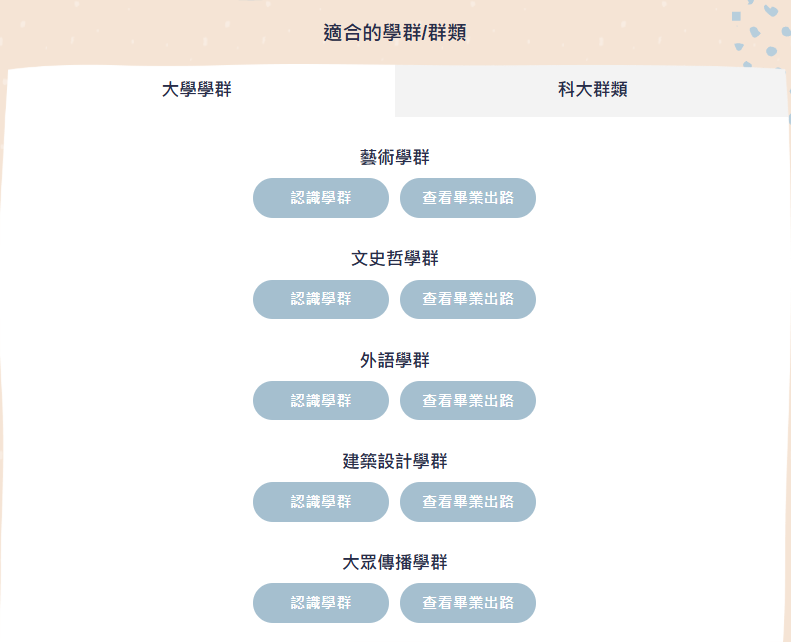 適合的學群/群類
大學學群 科大群類
藝術學群
認識學群 查看畢業出路
文史哲學群
認識學群 查看畢業出路
外語學群
認識學群 查看畢業出路
建築設計學群
認識學群 查看畢業出路
大眾傳播學群
認識學群 查看畢業出路